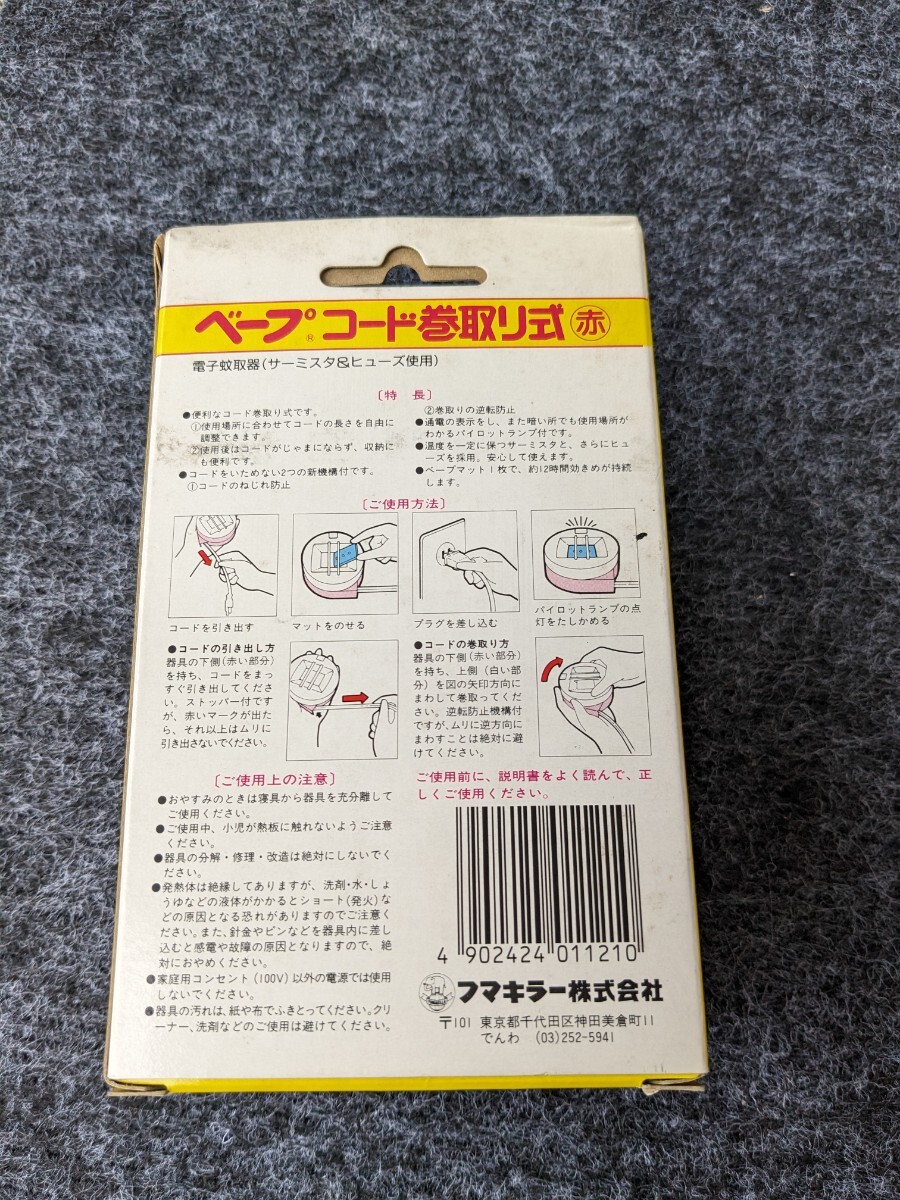 ベープ® コード巻取り式 赤
電子蚊取器(サーミスタ&ヒューズ使用)
〔特 長〕
●便利なコード巻取り式です。
①使用場所に合わせてコードの長さを自由に
調整できます。
②使用後はコードがじゃまにならず、収納に
も便利です。
●コードをいためない2つの新機構付です。
①コードのねじれ防止
②巻取りの逆転防止
●通電の表示をし、また暗い所でも使用場所が
わかるパイロットランプ付です。
●温度を一定に保つサーミスタと、さらにヒュ
ーズを採用、安心して使えます。
●ベープマット1枚で、約12時間効きめが持続
します。
〔ご使用方法〕
コードを引き出す
マットをのせる
プラグを差し込む
パイロットランプの点
灯をたしかめる
●コードの引き出し方
器具の下側(赤い部分)
を持ち、コードをまっ
すぐ引き出してくださ
い。ストッパー付です
が、赤いマークが出た
ら、それ以上はムリに
引き出さないでください。
●コードの巻取り方
器具の下側(赤い部分)
を持ち、上側(白い部
分)を図の矢印方向に
まわして巻取ってくだ
さい。逆転防止機構付
ですが、ムリに逆方向に
まわすことは絶対に避
けてください。
〔ご使用上の注意〕
●おやすみのときは寝具から器具を充分離して
ご使用ください。
●ご使用中、小児が熱板に触れないようご注意
ください。
●器具の分解・修理・改造は絶対にしないでく
ださい。
●発熱体は絶縁してありますが、洗剤・水・しょ
うゆなどの液体がかかるとショート(発火)な
どの原因となる恐れがありますのでご注意くだ
さい。また、針金やピンなどを器具内に差し
込むと感電や故障の原因となりますので、絶
対におやめください。
●家庭用コンセント(100V)以外の電源では使用
しないでください。
●器具の汚れは、紙や布でふきとってください。クリ
ーナー、洗剤などのご使用は避けてください。
ご使用前に、説明書をよく読んで、正
しくご使用ください。
4 902424 011210
フマキラー株式会社
〒101 東京都千代田区神田美倉町11
でんわ (03)252-5941